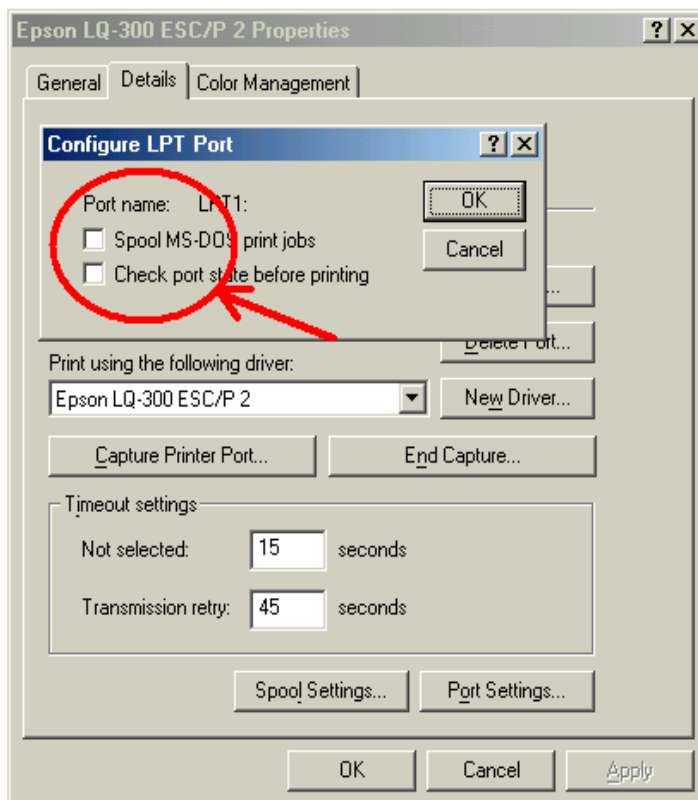 Epson LQ-300 ESC/P 2 Properties
General Details Color Management
Configure LPT Port
Port name: LPT1:
OK
Spool MS-DOS print jobs
Cancel
Check port state before printing
...
Delete Port...
Print using the following driver:
Epson LQ-300 ESC/P 2
New Driver...
Capture Printer Port... End Capture...
Timeout settings
Not selected: 15 seconds
Transmission retry: 45 seconds
Spool Settings... Port Settings...
OK Cancel Apply